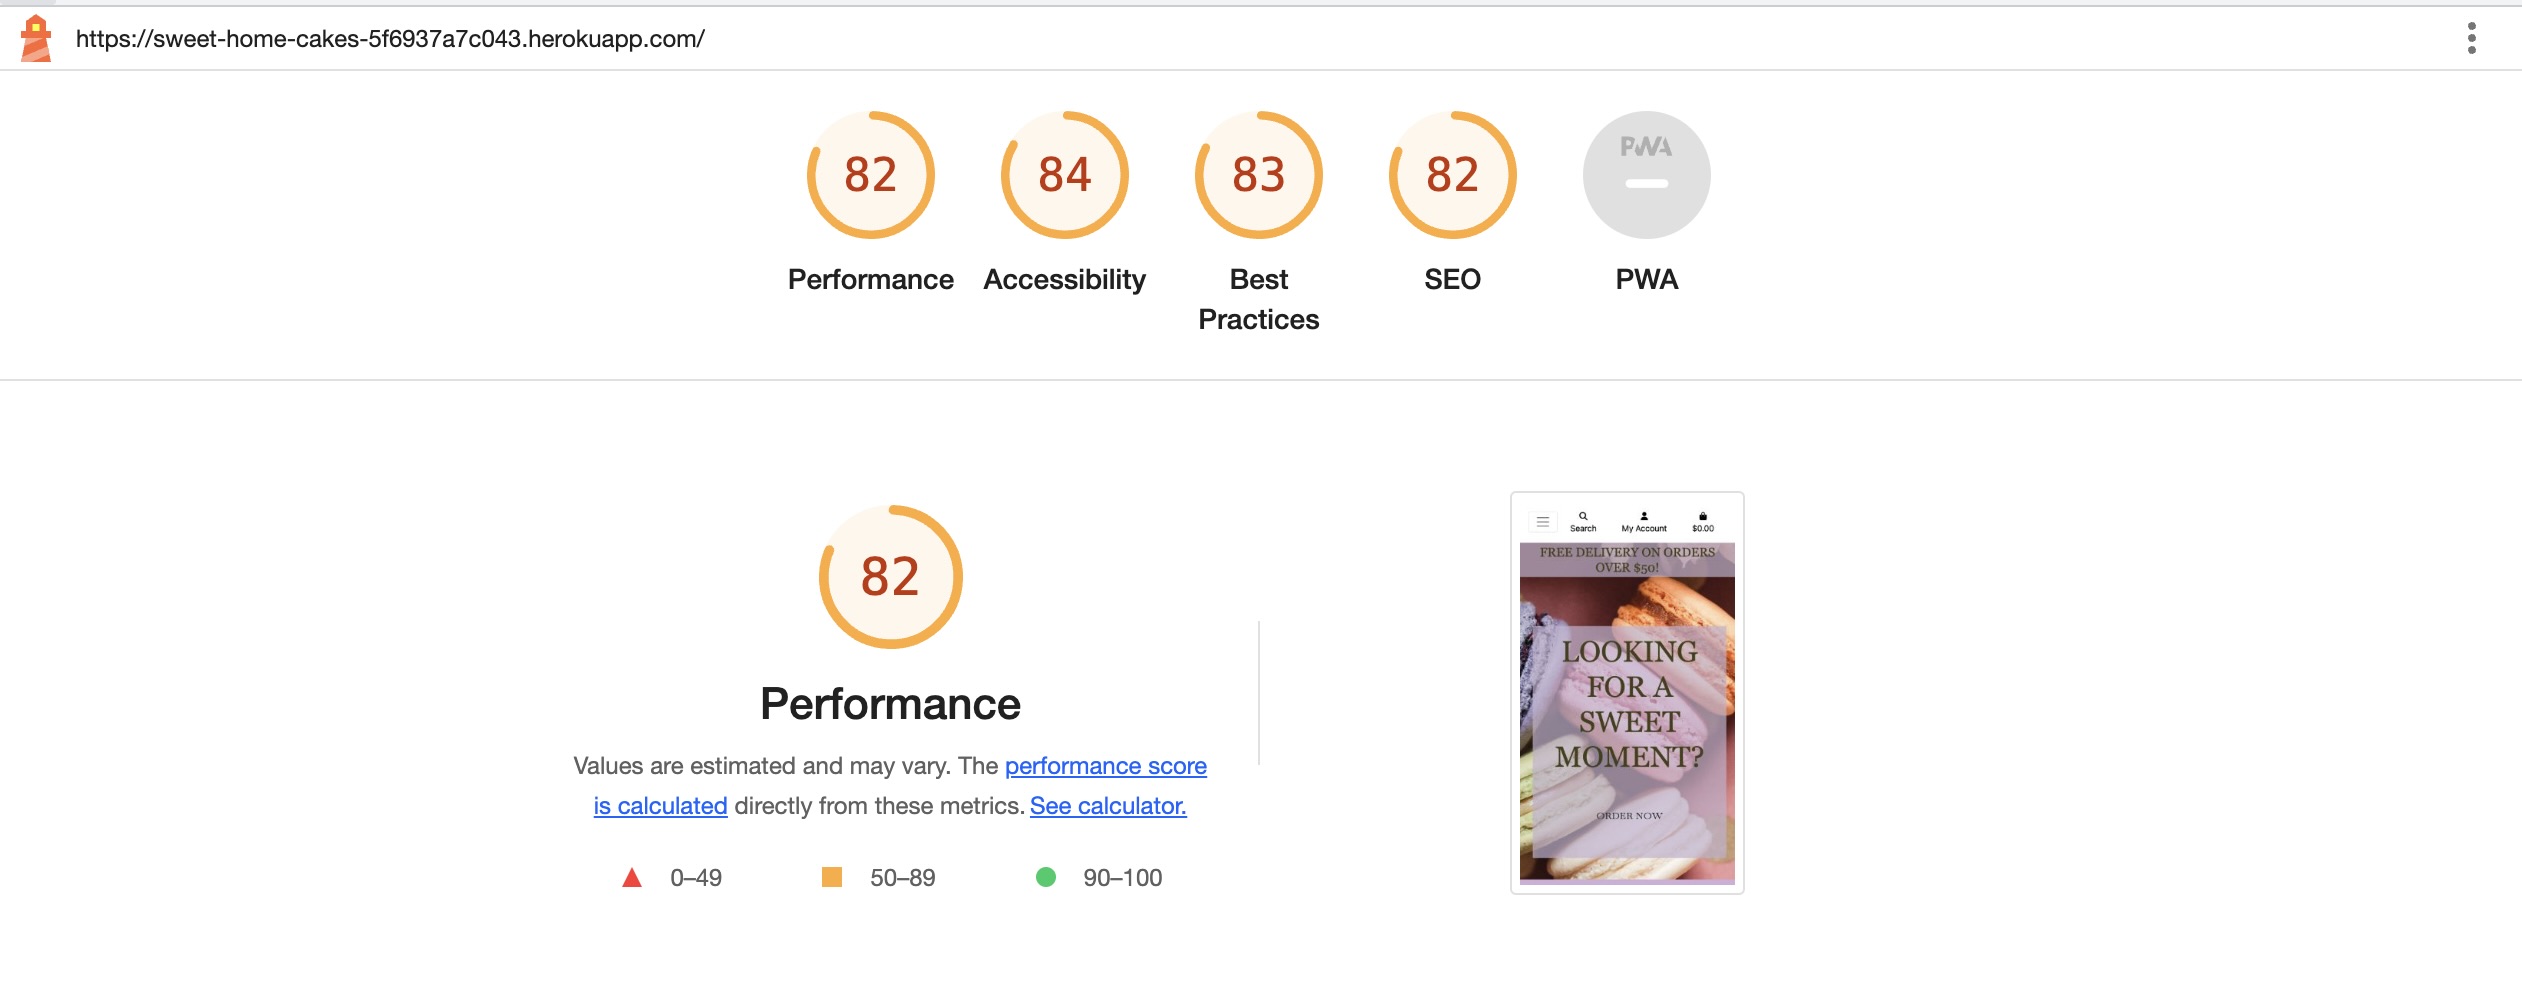 https://sweet-home-cakes-5f6937a7c043.herokuapp.com/
82
84
83
82
PWA
Performance
Accessibility
Best
Practices
SEO
PWA
82
Performance
Values are estimated and may vary. The performance score
is calculated directly from these metrics. See calculator.
0–49
50–89
90–100
Search
My Account
$0.00
FREE DELIVERY ON ORDERS
OVER $50!
LOOKING
FOR A
SWEET
MOMENT?
ORDER NOW